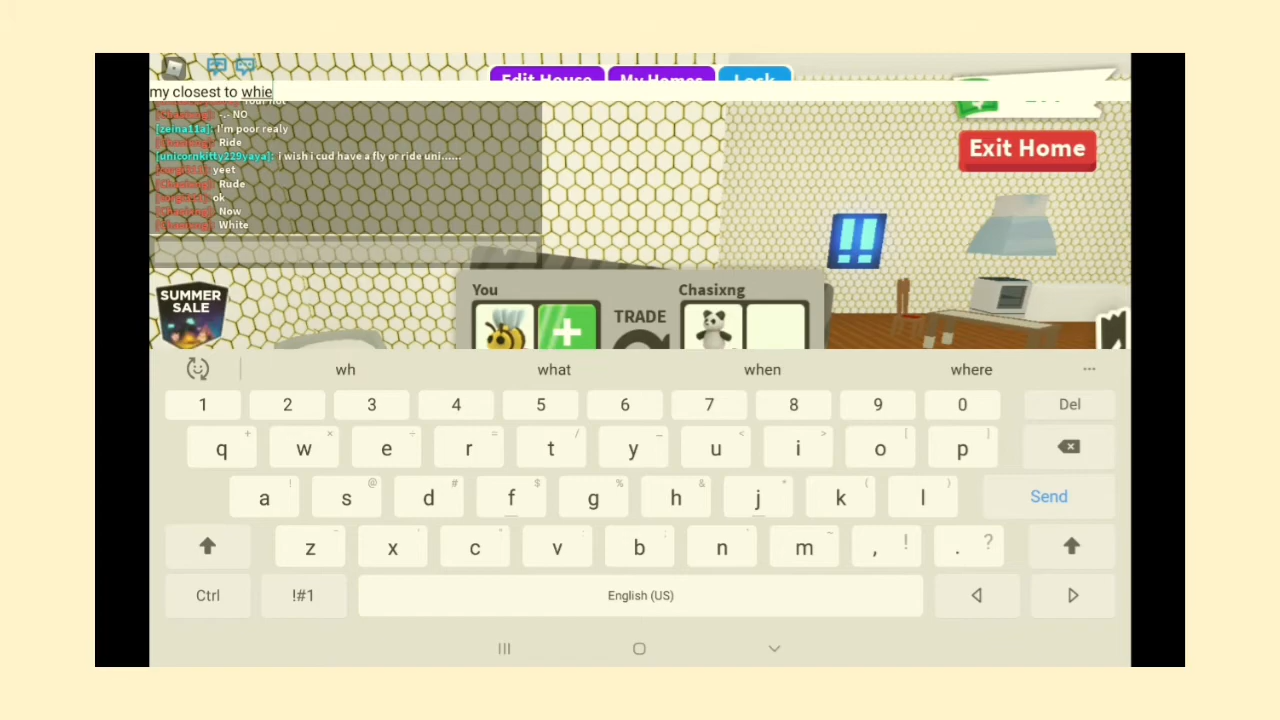 Edit House My Homes Lock
my closest to whie
-.- NO
[zeina11a]: I'm poor realy
Ride
[unicornkitty229yaya]: i wish i cud have a fly or ride uni......
yeet
Rude
ok
Now
White
Exit Home
SUMMER
SALE
You
Chasixng
TRADE
wh what when where ...
1 2 3 4 5 6 7 8 9 0 Del
+ × ÷ = / _ < > [ ]
q w e r t y u i o p
! @ # $ % & * ( )
a s d f g h j k l Send
z x c v b n m , ! . ?
Ctrl !#1 English (US)